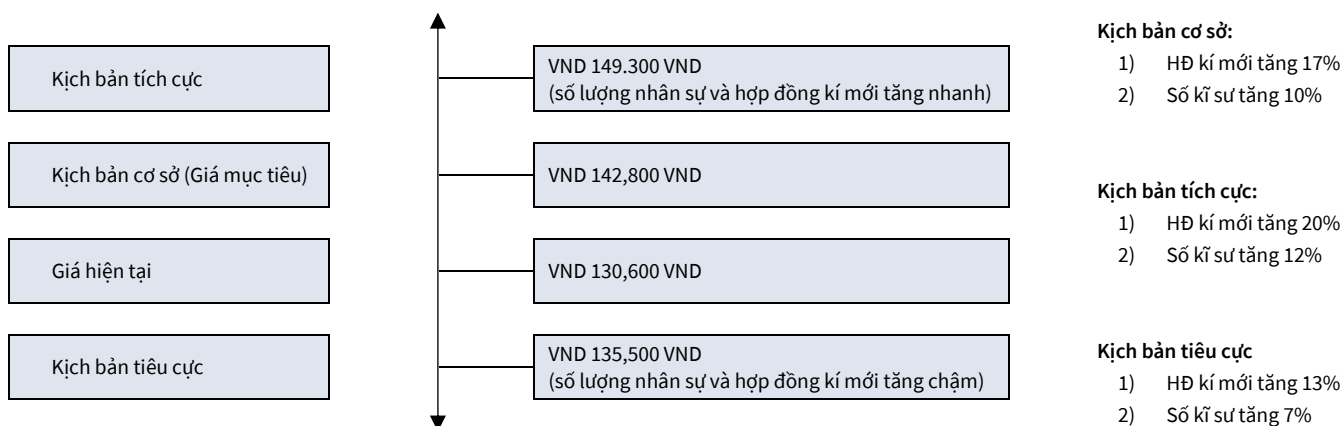 Kịch bản tích cực
VND 149.300 VND
(số lượng nhân sự và hợp đồng kí mới tăng nhanh)
Kịch bản cơ sở (Giá mục tiêu)
VND 142,800 VND
Giá hiện tại
VND 130,600 VND
Kịch bản tiêu cực
VND 135,500 VND
(số lượng nhân sự và hợp đồng kí mới tăng chậm)
Kịch bản cơ sở:
1) HĐ kí mới tăng 17%
2) Số kĩ sư tăng 10%
Kịch bản tích cực:
1) HĐ kí mới tăng 20%
2) Số kĩ sư tăng 12%
Kịch bản tiêu cực
1) HĐ kí mới tăng 13%
2) Số kĩ sư tăng 7%